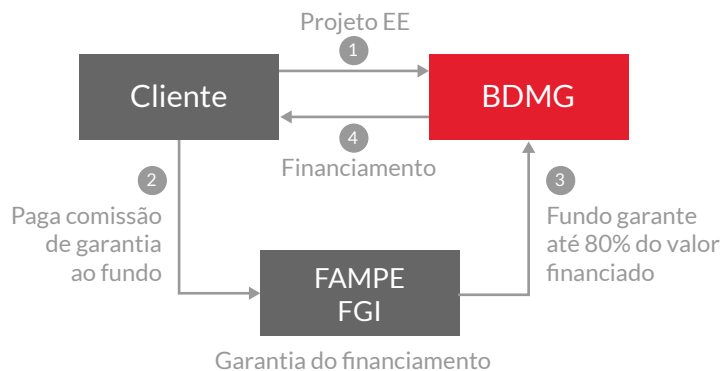 Projeto EE
1
Cliente
BDMG
4
Financiamento
2
Paga comissão
de garantia
ao fundo
3
Fundo garante
até 80% do valor
financiado
FAMPE
FGI
Garantia do financiamento